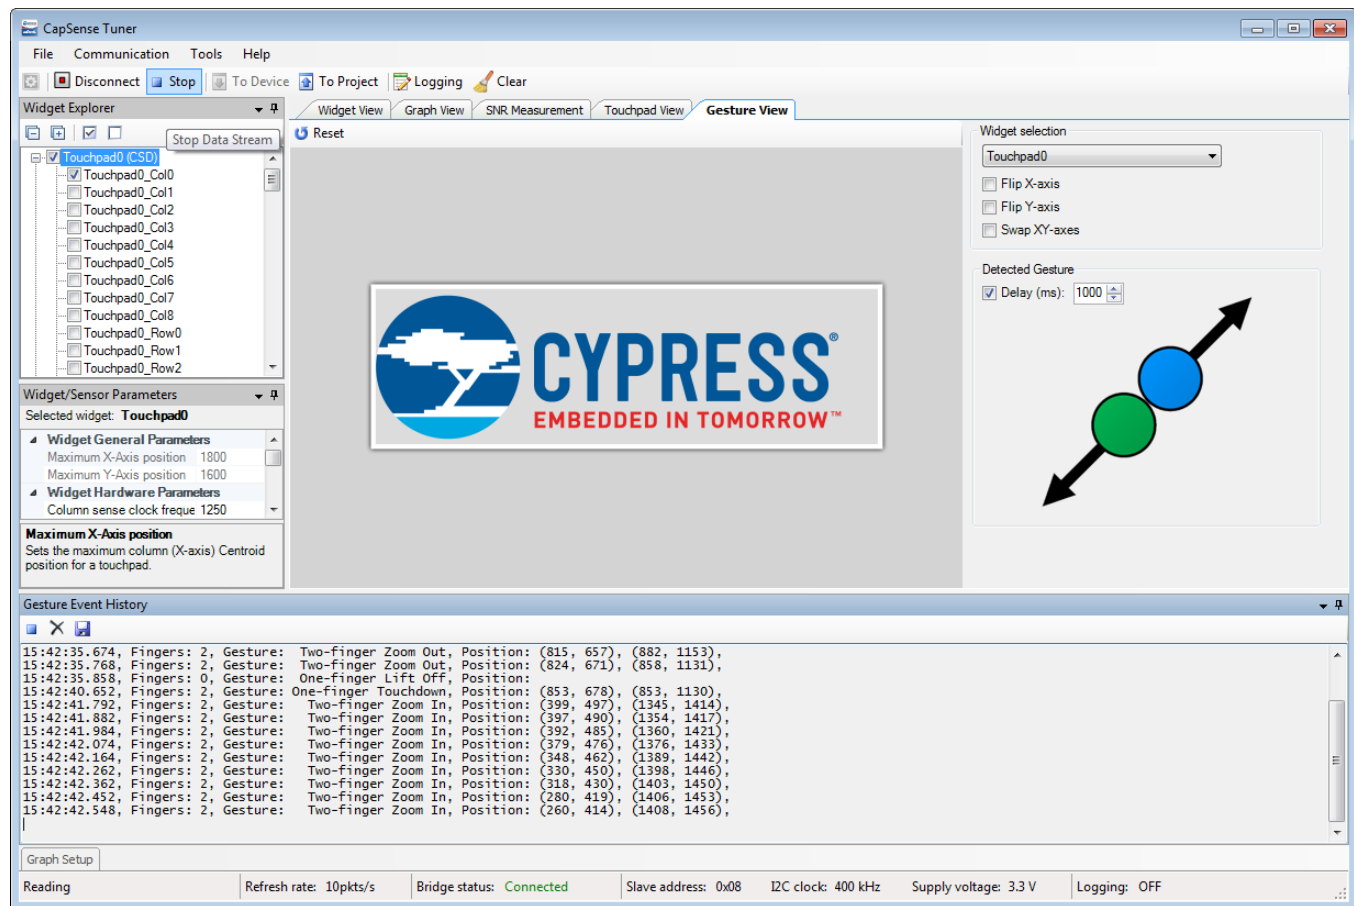 CapSense Tuner
File Communication Tools Help
Disconnect Stop To Device To Project Logging Clear
Widget Explorer
Stop Data Stream
Touchpad0 (CSD)
Touchpad0_Col0
Touchpad0_Col1
Touchpad0_Col2
Touchpad0_Col3
Touchpad0_Col4
Touchpad0_Col5
Touchpad0_Col6
Touchpad0_Col7
Touchpad0_Col8
Touchpad0_Row0
Touchpad0_Row1
Touchpad0_Row2
Widget/Sensor Parameters
Selected widget: Touchpad0
Widget General Parameters
Maximum X-Axis position 1800
Maximum Y-Axis position 1600
Widget Hardware Parameters
Column sense clock freque 1250
Maximum X-Axis position
Sets the maximum column (X-axis) Centroid
position for a touchpad.
Widget View Graph View SNR Measurement Touchpad View Gesture View
Reset
CYPRESS®
EMBEDDED IN TOMORROW™
Widget selection
Touchpad0
Flip X-axis
Flip Y-axis
Swap XY-axes
Detected Gesture
Delay (ms): 1000
Gesture Event History
15:42:35.674, Fingers: 2, Gesture: Two-finger Zoom Out, Position: (815, 657), (882, 1153),
15:42:35.768, Fingers: 2, Gesture: Two-finger Zoom Out, Position: (824, 671), (858, 1131),
15:42:35.858, Fingers: 0, Gesture: One-finger Lift Off, Position:
15:42:40.652, Fingers: 2, Gesture: One-finger Touchdown, Position: (853, 678), (853, 1130),
15:42:41.792, Fingers: 2, Gesture: Two-finger Zoom In, Position: (399, 497), (1345, 1414),
15:42:41.882, Fingers: 2, Gesture: Two-finger Zoom In, Position: (397, 490), (1354, 1417),
15:42:41.984, Fingers: 2, Gesture: Two-finger Zoom In, Position: (392, 485), (1360, 1421),
15:42:42.074, Fingers: 2, Gesture: Two-finger Zoom In, Position: (379, 476), (1376, 1433),
15:42:42.164, Fingers: 2, Gesture: Two-finger Zoom In, Position: (348, 462), (1389, 1442),
15:42:42.262, Fingers: 2, Gesture: Two-finger Zoom In, Position: (330, 450), (1398, 1446),
15:42:42.362, Fingers: 2, Gesture: Two-finger Zoom In, Position: (318, 430), (1403, 1450),
15:42:42.452, Fingers: 2, Gesture: Two-finger Zoom In, Position: (280, 419), (1406, 1453),
15:42:42.548, Fingers: 2, Gesture: Two-finger Zoom In, Position: (260, 414), (1408, 1456),
Graph Setup
Reading Refresh rate: 10pkts/s Bridge status: Connected Slave address: 0x08 I2C clock: 400 kHz Supply voltage: 3.3 V Logging: OFF